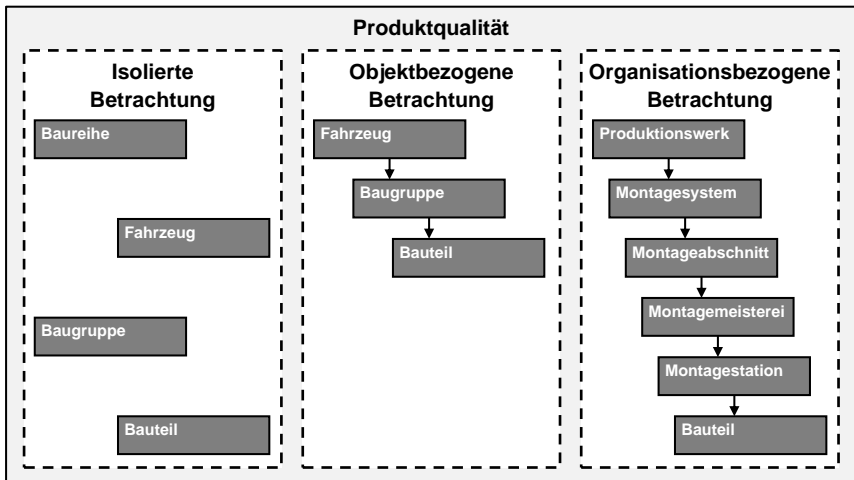 Produktqualität
Isolierte
Betrachtung
Baureihe
Fahrzeug
Baugruppe
Bauteil
Objektbezogene
Betrachtung
Fahrzeug
Baugruppe
Bauteil
Organisationsbezogene
Betrachtung
Produktionswerk
Montagesystem
Montageabschnitt
Montagemeisterei
Montagestation
Bauteil